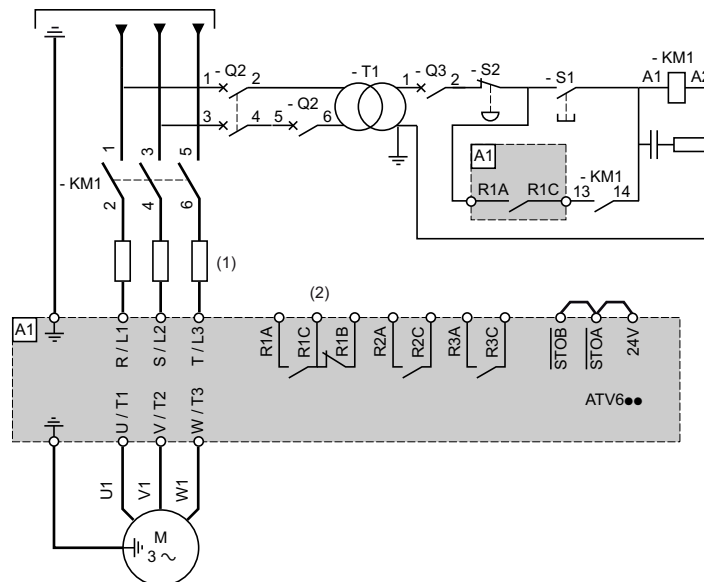 1 - Q2 2
- T1
1 - Q3 2
- S2
- S1
- KM1
A1 A2
3 4 5 - Q2 6
1 3 5
- KM1
2 4 6
A1
R1A R1C
- KM1
13 14
(1)
(2)
A1
R / L1
S / L2
T / L3
R1A
R1C
R1B
R2A
R2C
R3A
R3C
STOB
STOA
24V
ATV6●●
U / T1
V / T2
W / T3
U1
V1
W1
M
3 ~